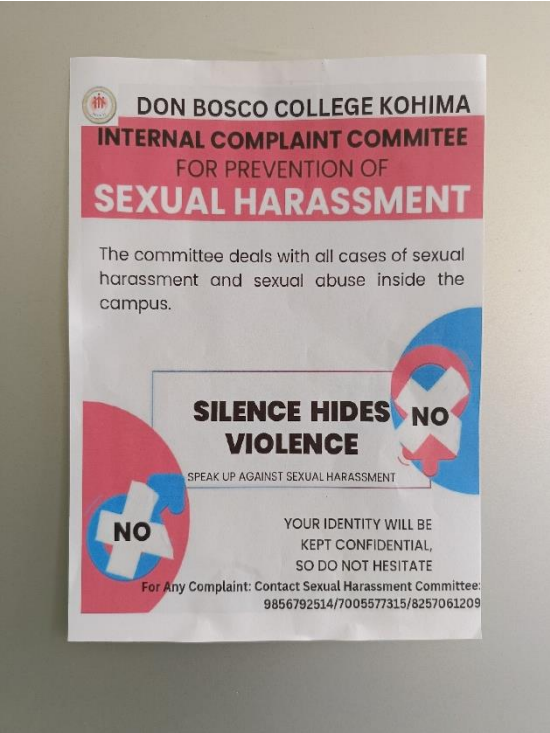 DON BOSCO COLLEGE KOHIMA
INTERNAL COMPLAINT COMMITEE
FOR PREVENTION OF
SEXUAL HARASSMENT
The committee deals with all cases of sexual
harassment and sexual abuse inside the
campus.
SILENCE HIDES
VIOLENCE
NO
SPEAK UP AGAINST SEXUAL HARASSMENT
NO
YOUR IDENTITY WILL BE
KEPT CONFIDENTIAL,
SO DO NOT HESITATE
For Any Complaint: Contact Sexual Harassment Committee:
9856792514/7005577315/8257061209